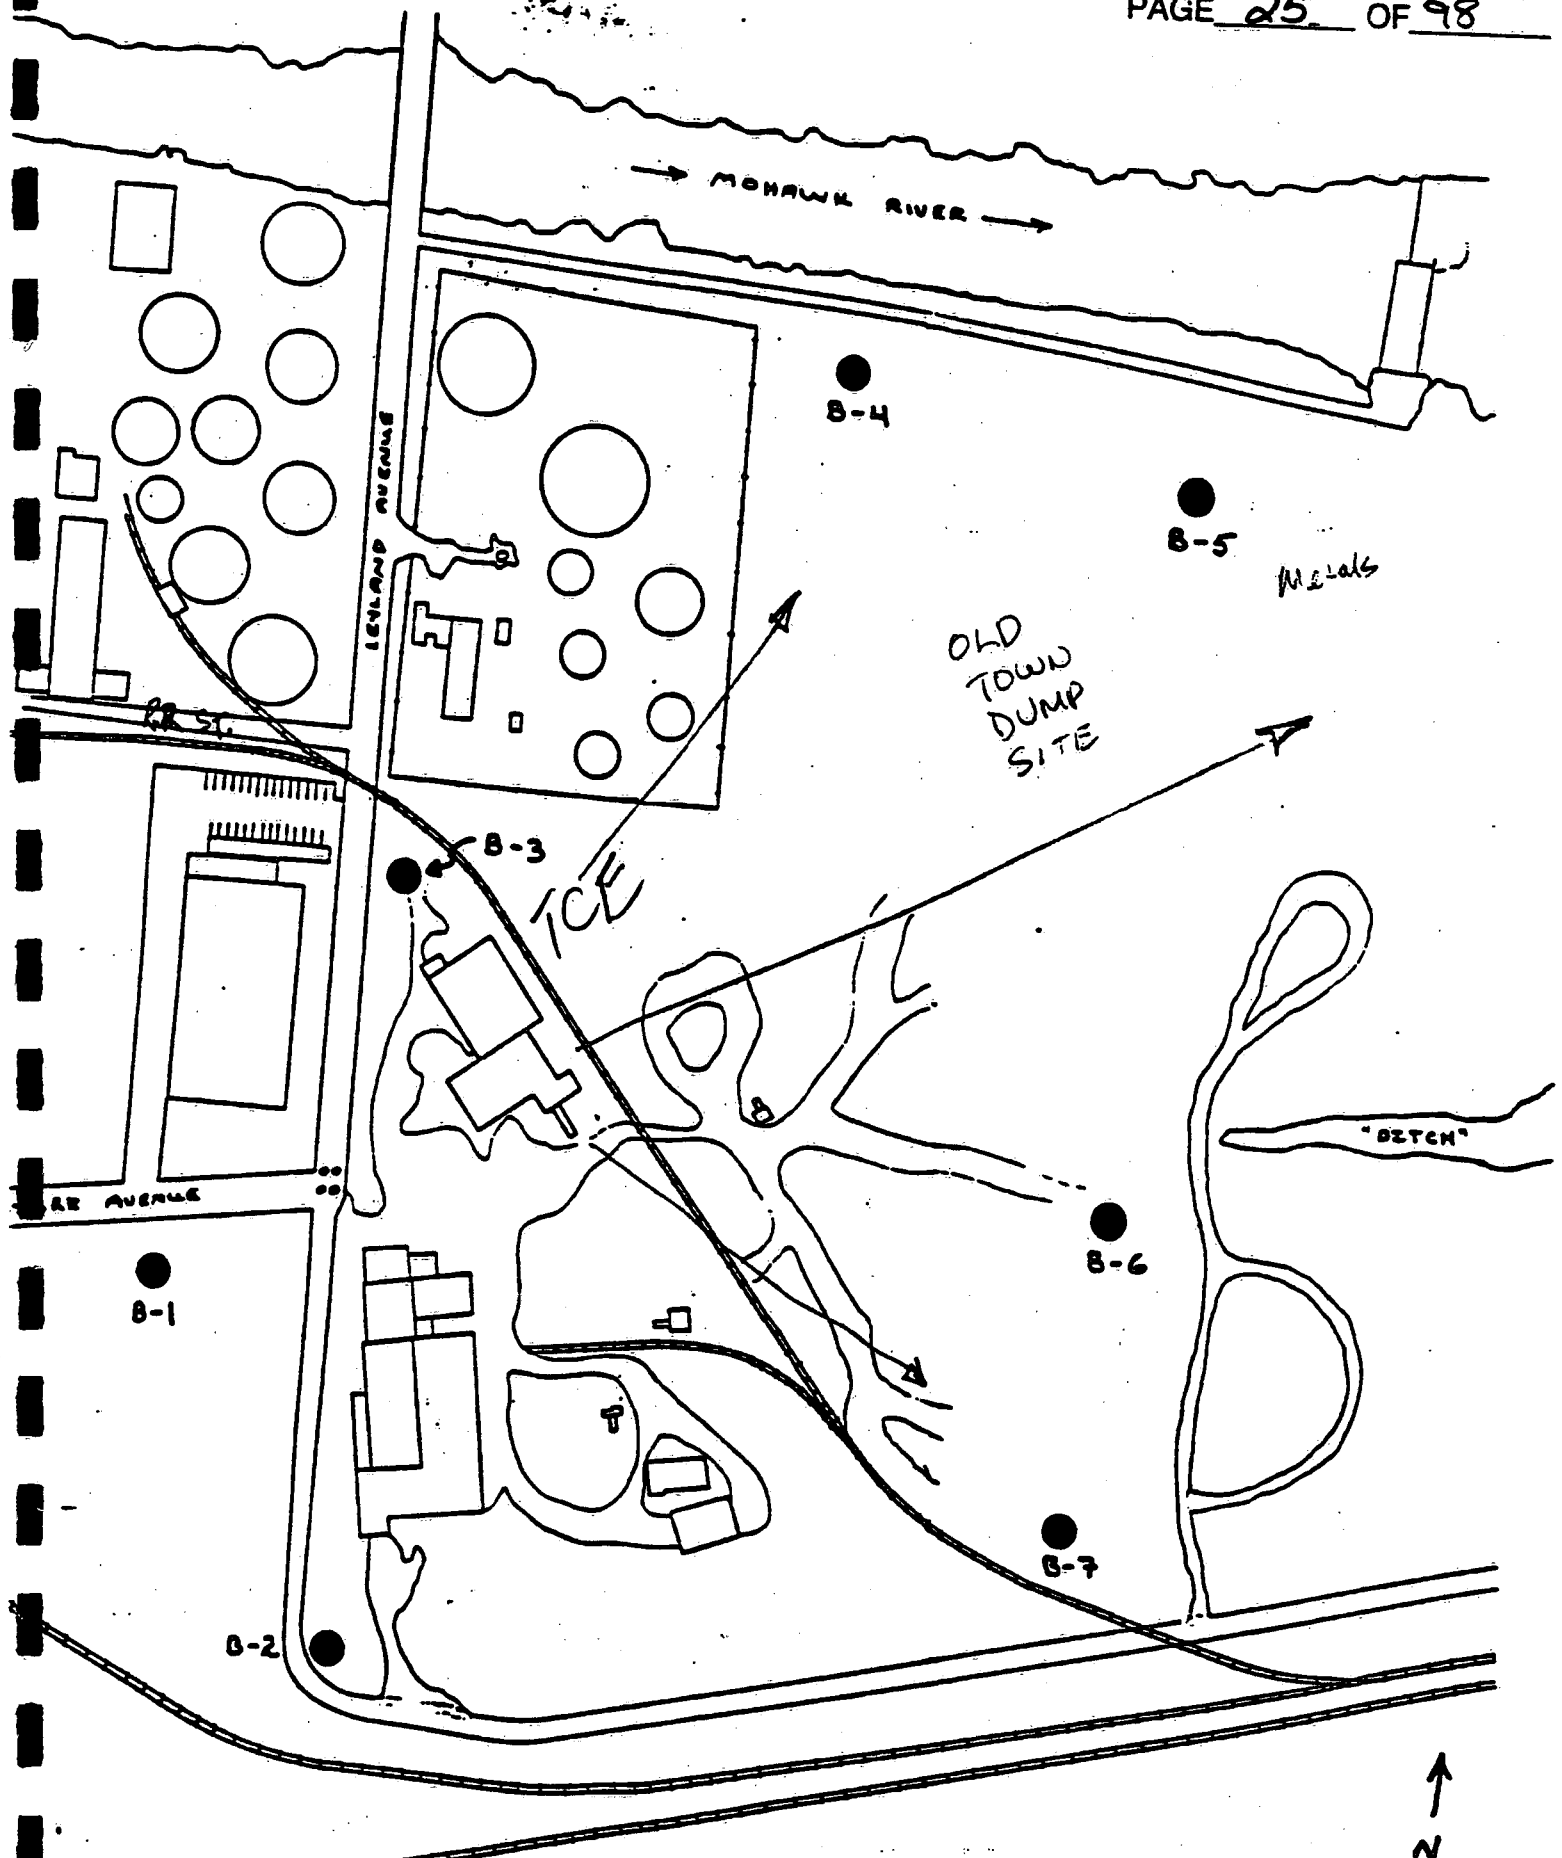 PAGE 25 OF 98
→ MOHAWK RIVER →
B-4
LEYLAND AVENUE
B-5
Metals
OLD
TOWN
DUMP
SITE
RR ST.
B-3
TCE
"DITCH"
AVENUE
B-6
B-1
B-7
B-2
N